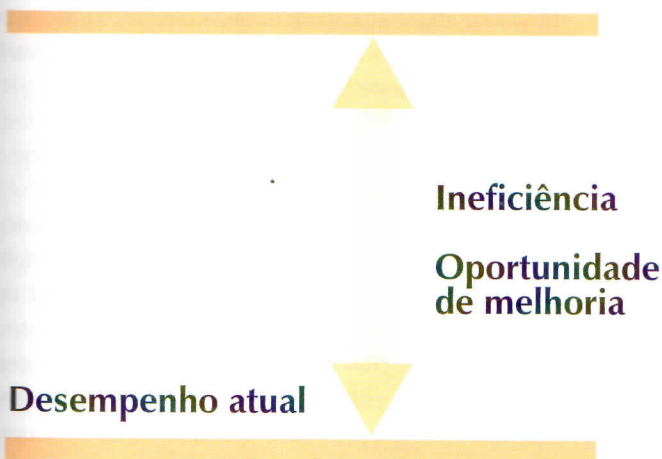 Ineficiência
Oportunidade
de melhoria
Desempenho atual